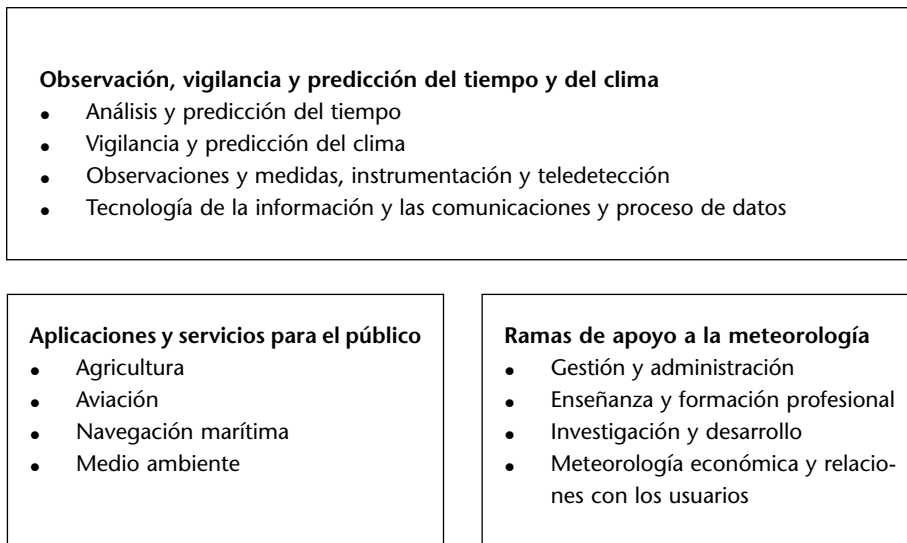 Observación, vigilancia y predicción del tiempo y del clima
• Análisis y predicción del tiempo
• Vigilancia y predicción del clima
• Observaciones y medidas, instrumentación y teledetección
• Tecnología de la información y las comunicaciones y proceso de datos
Aplicaciones y servicios para el público
• Agricultura
• Aviación
• Navegación marítima
• Medio ambiente
Ramas de apoyo a la meteorología
• Gestión y administración
• Enseñanza y formación profesional
• Investigación y desarrollo
• Meteorología económica y relacio-
nes con los usuarios